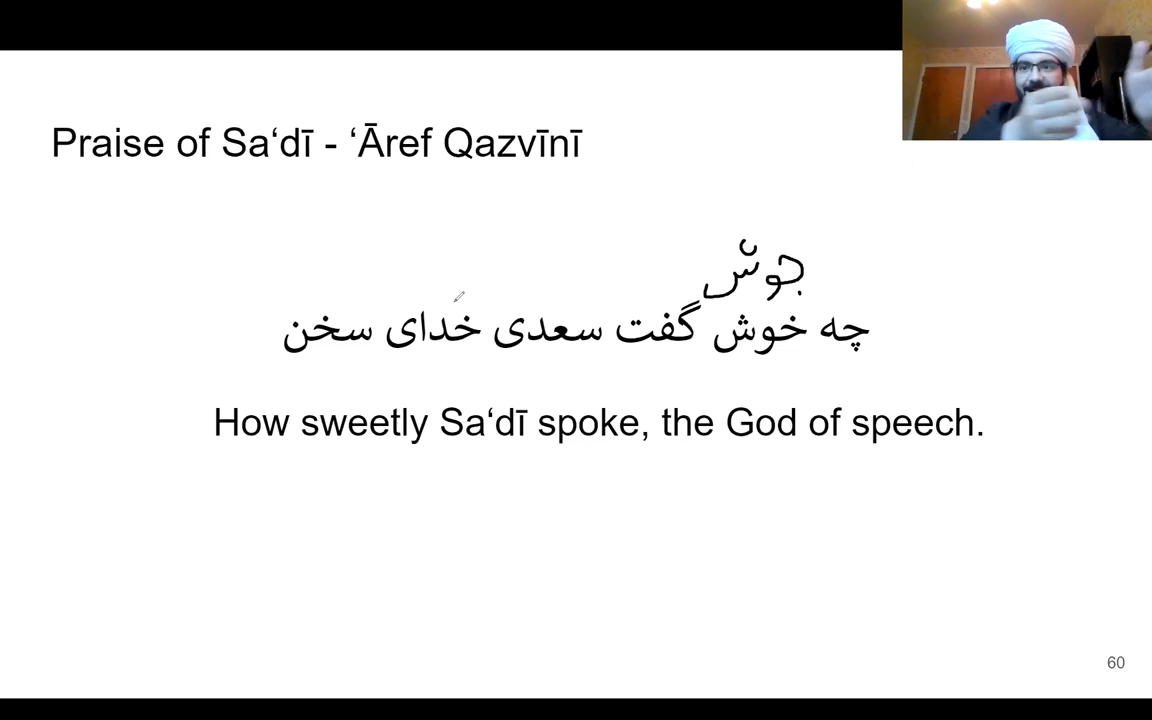 Praise of Sa‘dī - ‘Āref Qazvīnī
جوش
چه خوش گفت سعدی خدای سخن
How sweetly Sa‘dī spoke, the God of speech.
60